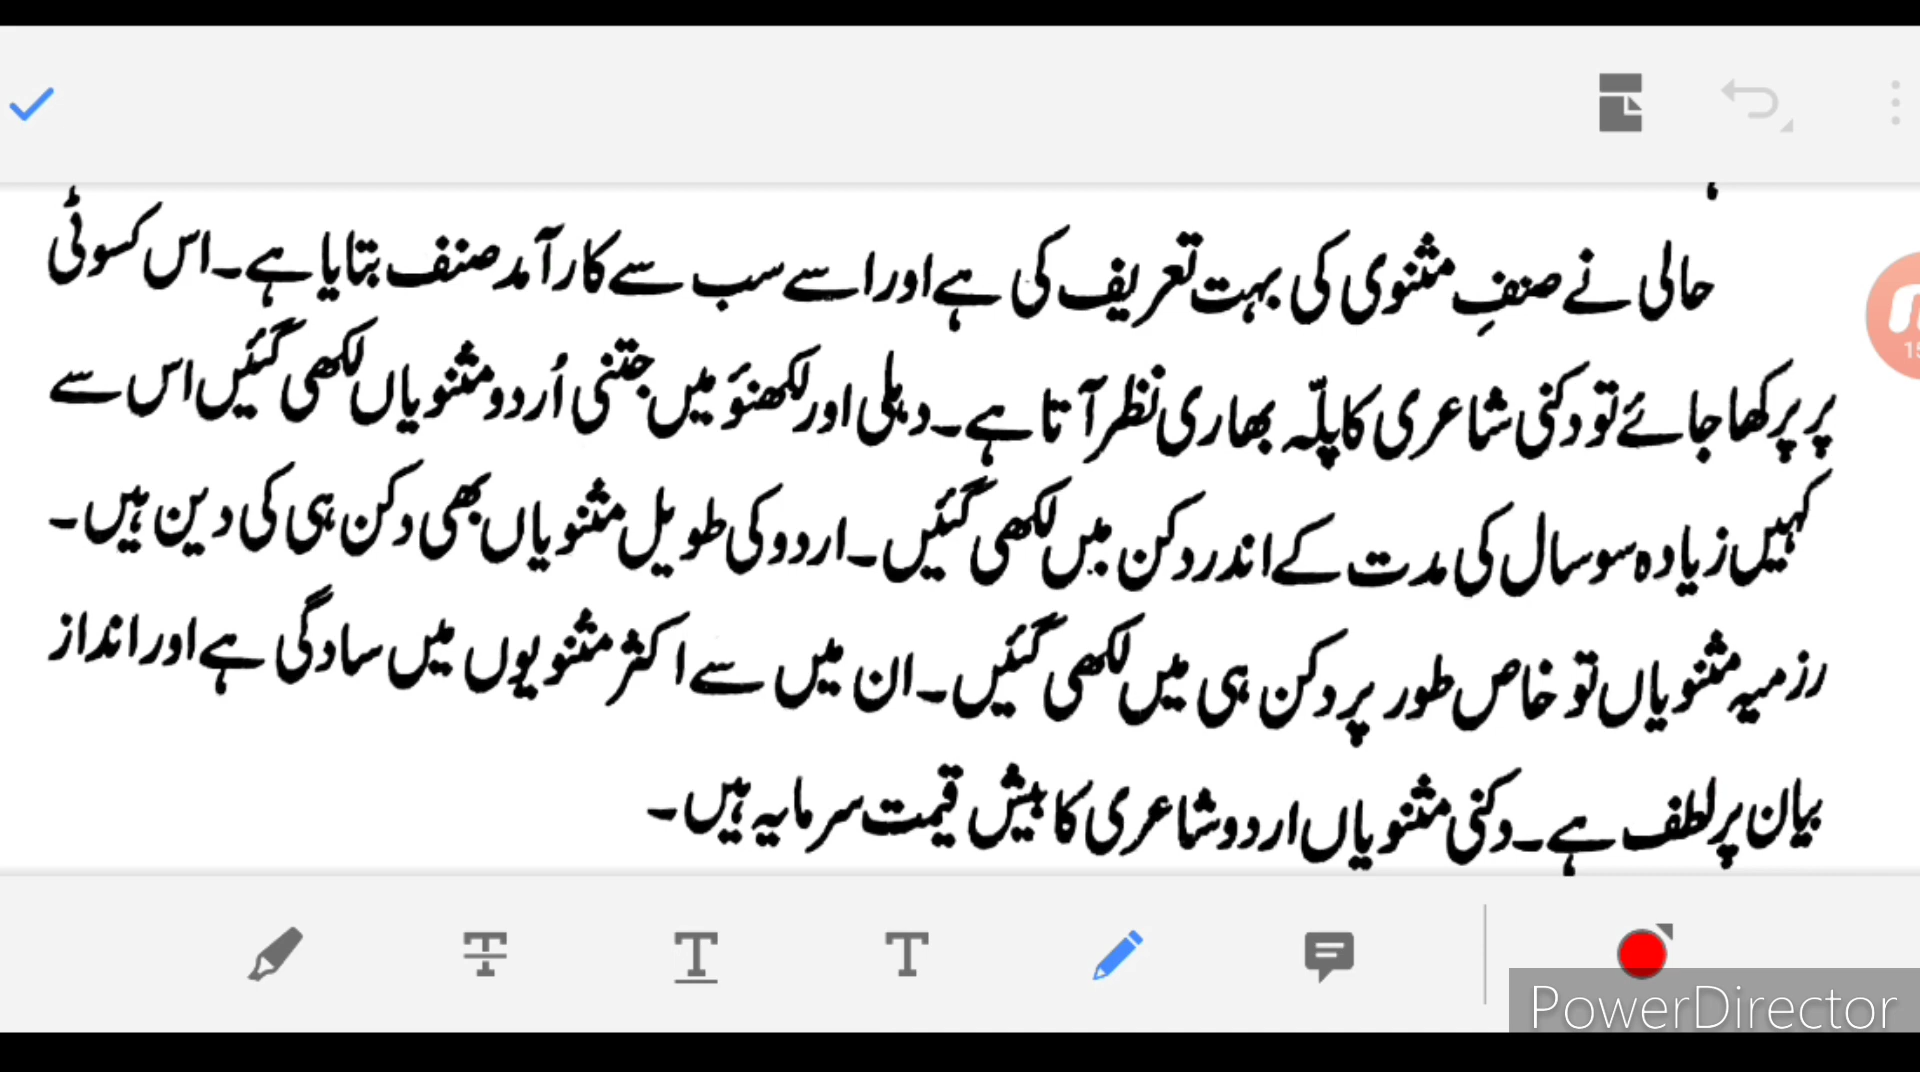 حالی نے صنفِ مثنوی کی بہت تعریف کی ہے اور اسے سب سے کارآمد صنف بتایا ہے۔ اس کسوٹی
پر پرکھا جائے تو دکنی شاعری کا پلّہ بھاری نظر آتا ہے۔ دہلی اور لکھنؤ میں جتنی اُردو مثنویاں لکھی گئیں اس سے
کہیں زیادہ سو سال کی مدت کے اندر دکن میں لکھی گئیں۔ اردو کی طویل مثنویاں بھی دکن ہی کی دین ہیں۔
رزمیہ مثنویاں تو خاص طور پر دکن ہی میں لکھی گئیں۔ ان میں سے اکثر مثنویوں میں سادگی ہے اور انداز
بیان پر لطف ہے۔ دکنی مثنویاں اردو شاعری کا بیش قیمت سرمایہ ہیں۔
T T T
PowerDirector